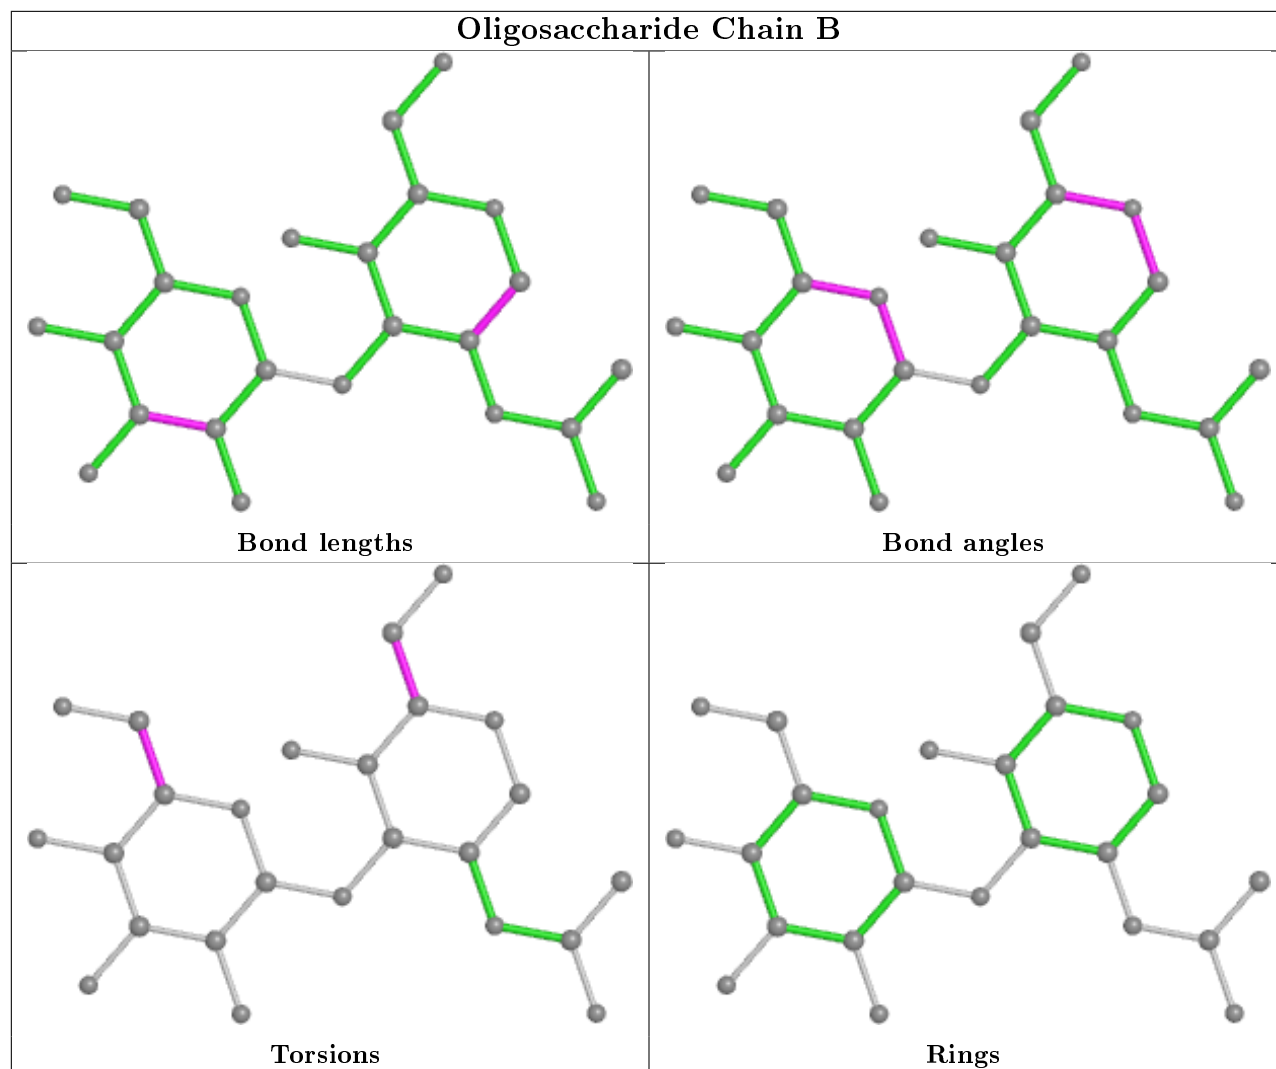 Oligosaccharide Chain B
Bond lengths
Bond angles
Torsions
Rings